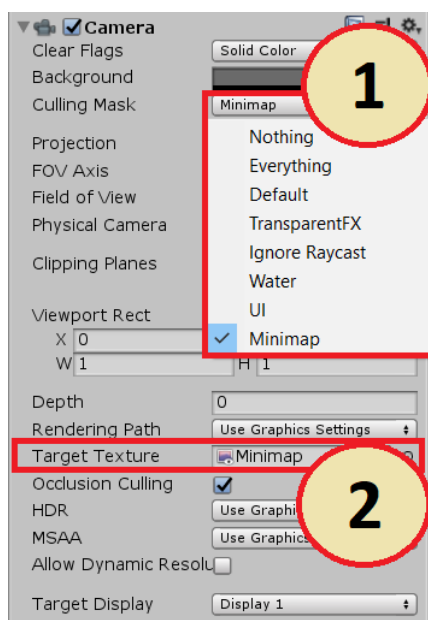 Camera
Clear Flags Solid Color
Background
Culling Mask Minimap
1
Nothing
Projection
Everything
FOV Axis
Default
Field of View
TransparentFX
Physical Camera
Ignore Raycast
Clipping Planes
Water
UI
Viewport Rect
Minimap
X 0
W 1 H 1
Depth 0
Rendering Path Use Graphics Settings
Target Texture Minimap
2
Occlusion Culling
HDR Use
MSAA Use
Allow Dynamic
Target Display Display 1